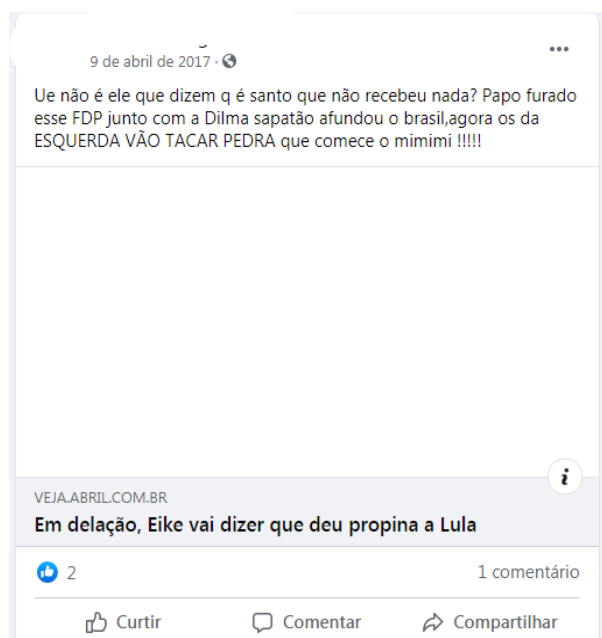 9 de abril de 2017 ·
Ue não é ele que dizem q é santo que não recebeu nada? Papo furado
esse FDP junto com a Dilma sapatão afundou o brasil,agora os da
ESQUERDA VÃO TACAR PEDRA que comece o mimimi !!!!!
i
VEJA.ABRIL.COM.BR
Em delação, Eike vai dizer que deu propina a Lula
2
1 comentário
Curtir
Comentar
Compartilhar